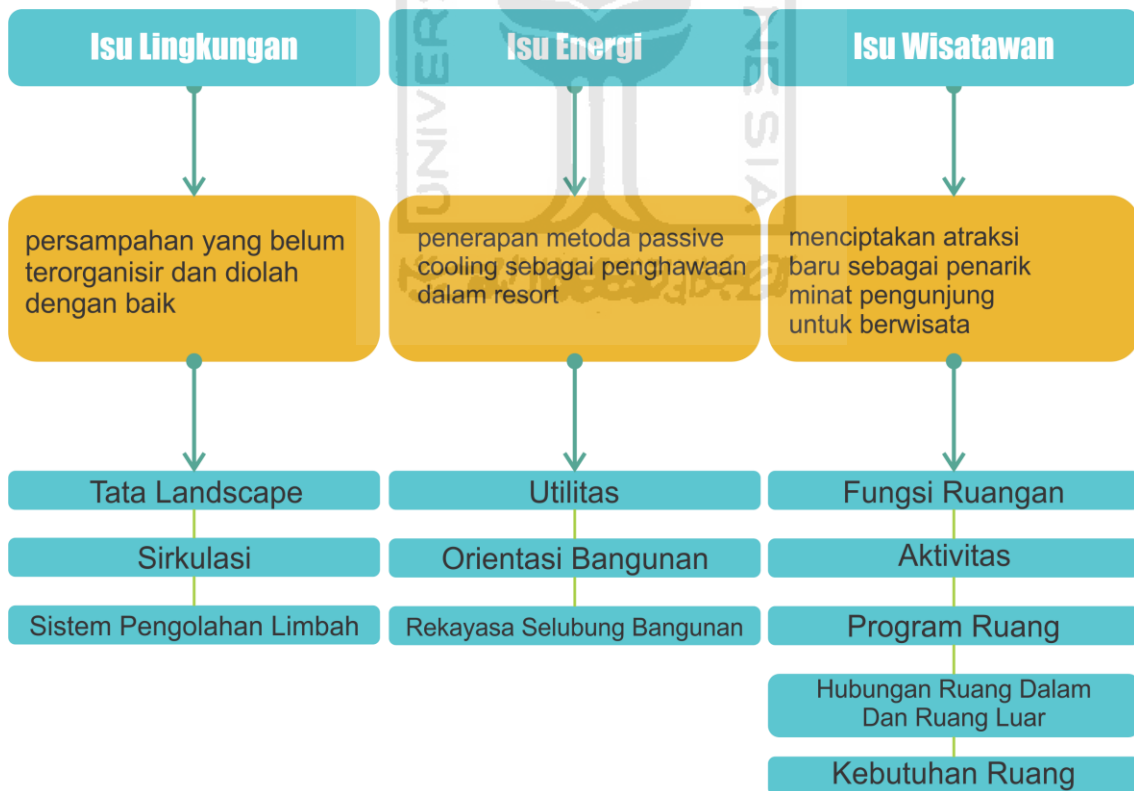 Isu Lingkungan
persampahan yang belum
terorganisir dan diolah
dengan baik
Tata Landscape
Sirkulasi
Sistem Pengolahan Limbah
Isu Energi
penerapan metoda passive
cooling sebagai penghawaan
dalam resort
Utilitas
Orientasi Bangunan
Rekayasa Selubung Bangunan
Isu Wisatawan
menciptakan atraksi
baru sebagai penarik
minat pengunjung
untuk berwisata
Fungsi Ruangan
Aktivitas
Program Ruang
Hubungan Ruang Dalam
Dan Ruang Luar
Kebutuhan Ruang
UNIVERS
NESIA